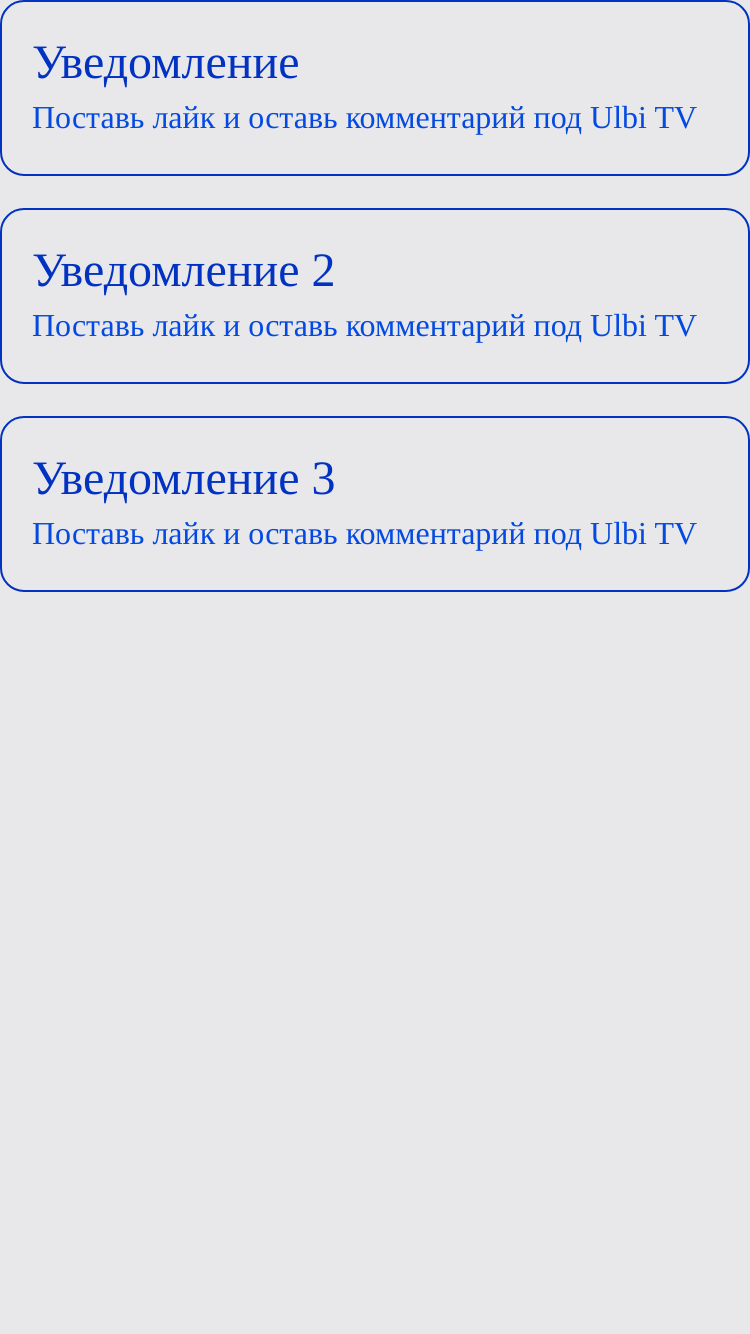 Уведомление
Поставь лайк и оставь комментарий под Ulbi TV
Уведомление 2
Поставь лайк и оставь комментарий под Ulbi TV
Уведомление 3
Поставь лайк и оставь комментарий под Ulbi TV